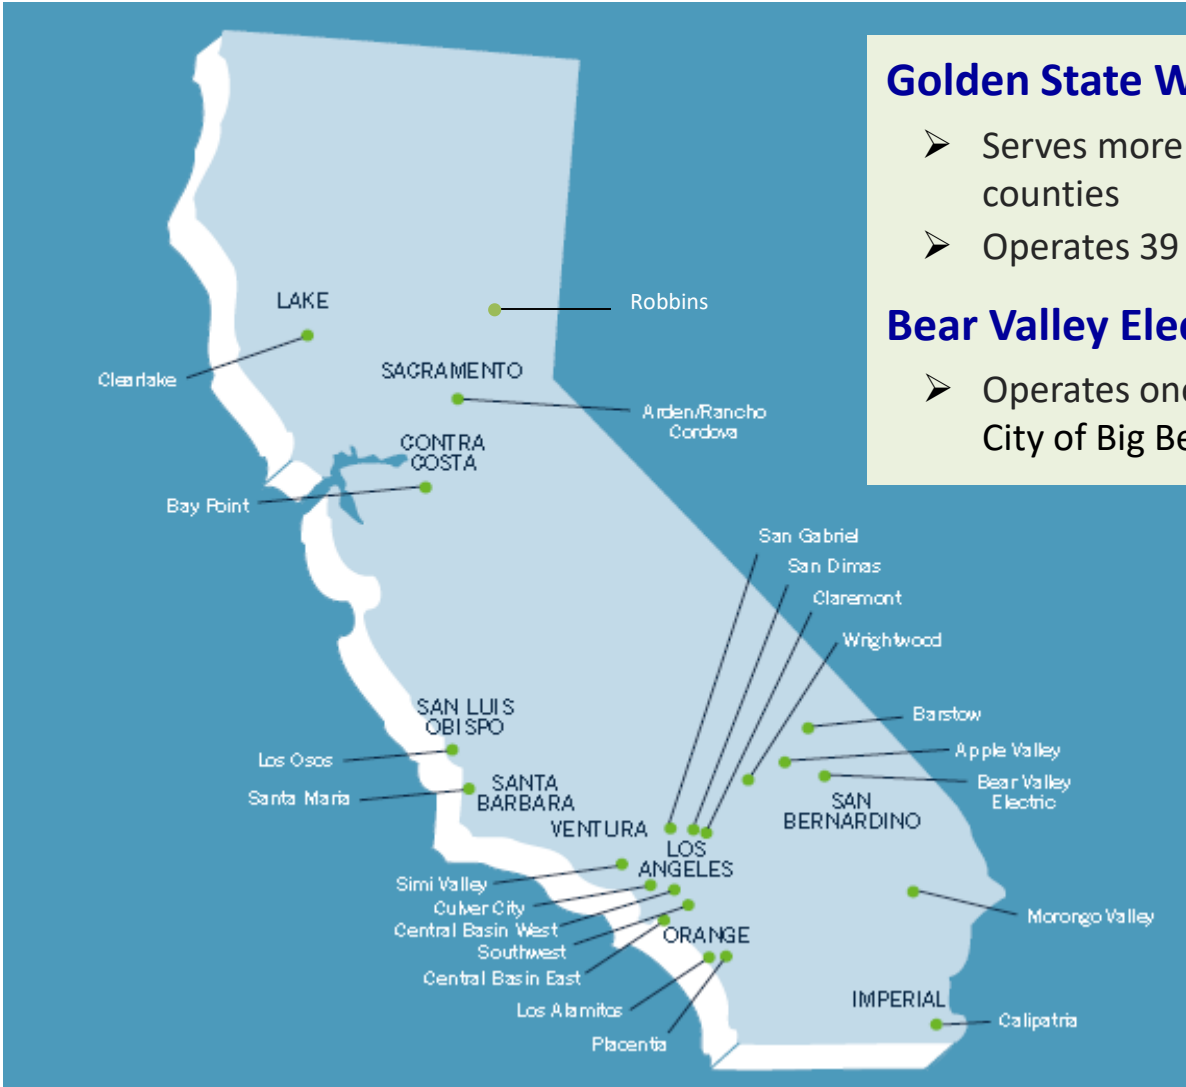 Golden State W
➢ Serves more
counties
➢ Operates 39
Bear Valley Elec
➢ Operates one
City of Big Be
LAKE
Robbins
Clearlake
SACRAMENTO
Arden/Rancho
Cordova
CONTRA
COSTA
Bay Point
San Gabriel
San Dimas
Claremont
Wrightwood
SAN LUIS
OBISPO
Barstow
Los Osos
Apple Valley
Santa Maria
SANTA
BARBARA
Bear Valley
Electric
SAN
BERNARDINO
VENTURA
LOS
ANGELES
Simi Valley
Culver City
Central Basin West
Southwest
Central Basin East
ORANGE
Morongo Valley
Los Alamitos
Placentia
IMPERIAL
Calipatria